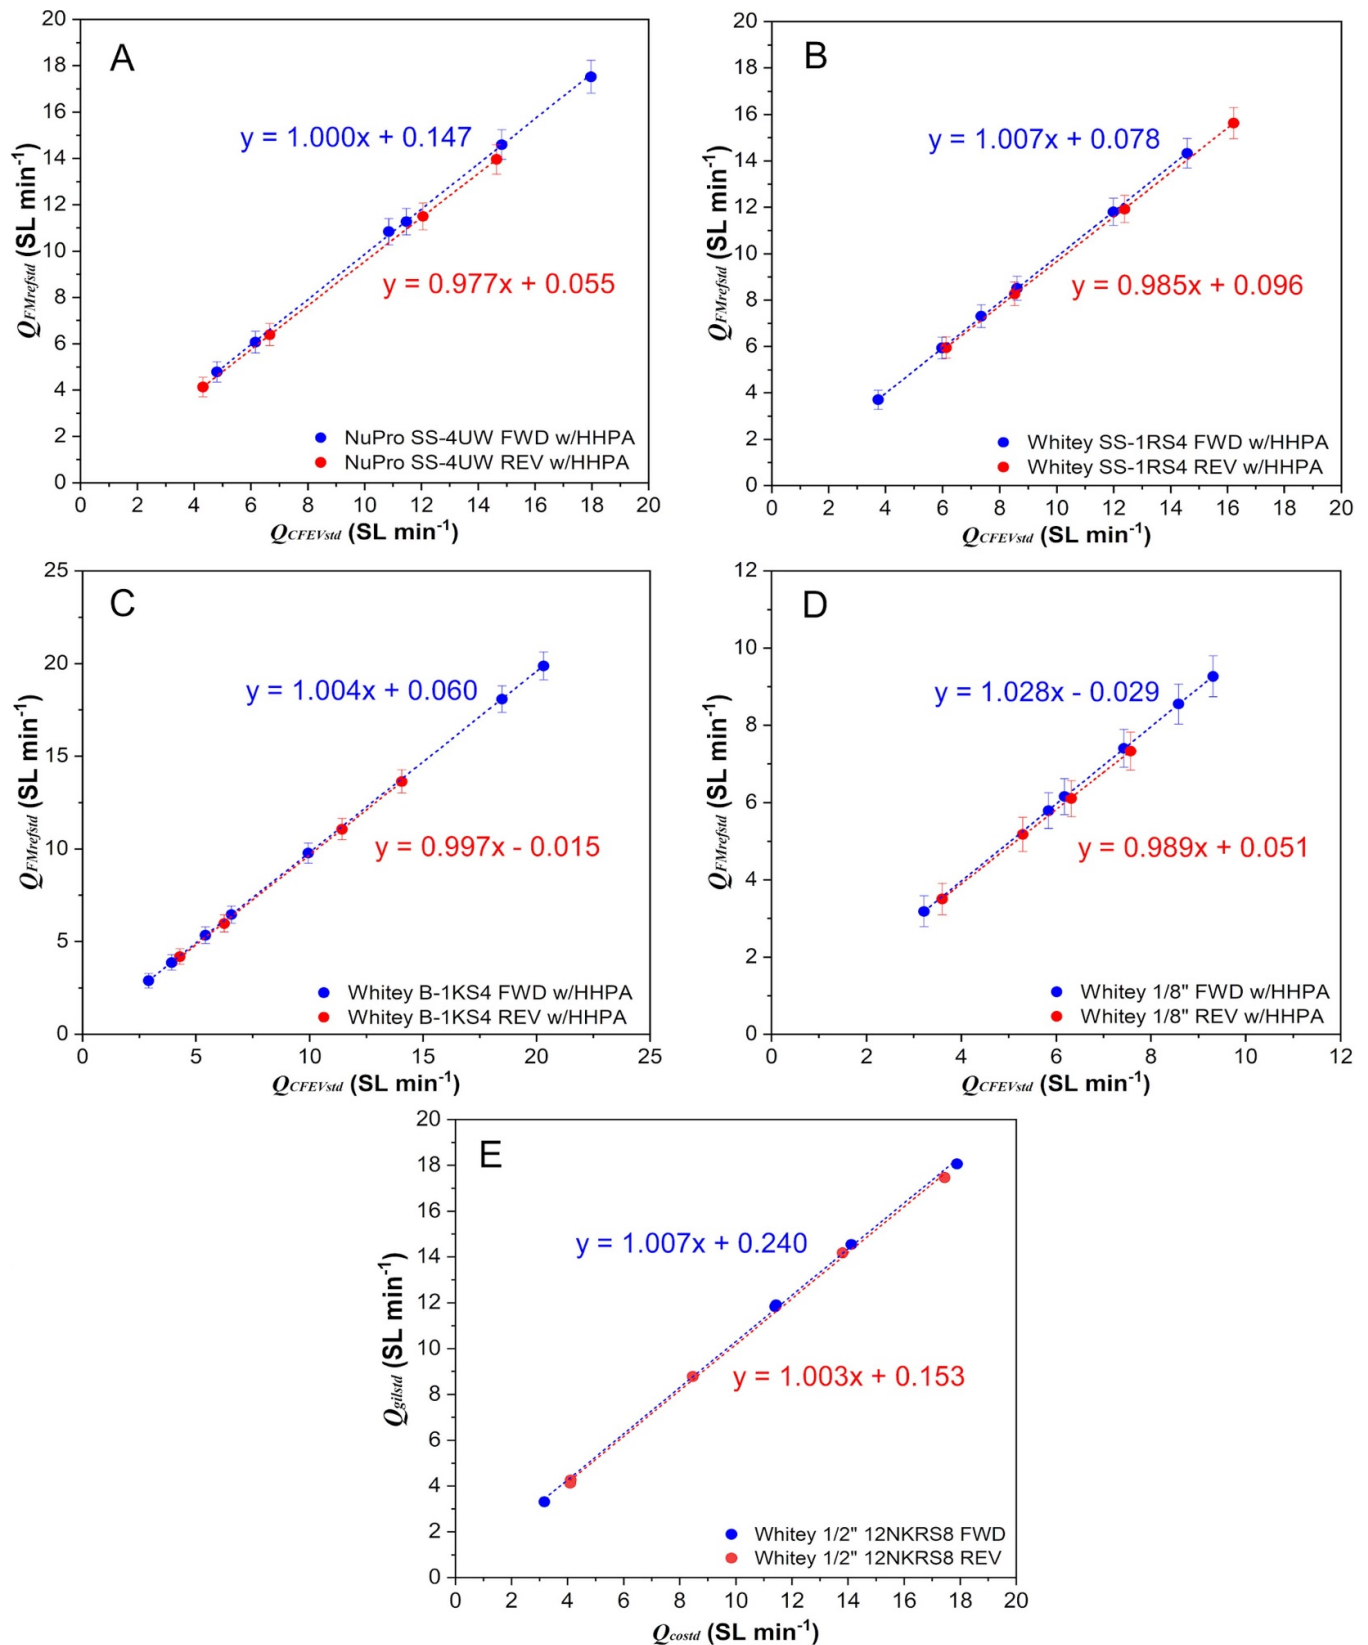 A
y = 1.000x + 0.147
y = 0.977x + 0.055
NuPro SS-4UW FWD w/HHPA
NuPro SS-4UW REV w/HHPA
Q_FMrefstd (SL min⁻¹)
20
18
16
14
12
10
8
6
4
2
0
0 2 4 6 8 10 12 14 16 18 20
Q_CFEVstd (SL min⁻¹)
B
y = 1.007x + 0.078
y = 0.985x + 0.096
Whitey SS-1RS4 FWD w/HHPA
Whitey SS-1RS4 REV w/HHPA
Q_FMrefstd (SL min⁻¹)
20
18
16
14
12
10
8
6
4
2
0
0 2 4 6 8 10 12 14 16 18 20
Q_CFEVstd (SL min⁻¹)
C
y = 1.004x + 0.060
y = 0.997x - 0.015
Whitey B-1KS4 FWD w/HHPA
Whitey B-1KS4 REV w/HHPA
Q_FMrefstd (SL min⁻¹)
25
20
15
10
5
0
0 5 10 15 20 25
Q_CFEVstd (SL min⁻¹)
D
y = 1.028x - 0.029
y = 0.989x + 0.051
Whitey 1/8" FWD w/HHPA
Whitey 1/8" REV w/HHPA
Q_FMrefstd (SL min⁻¹)
12
10
8
6
4
2
0
0 2 4 6 8 10 12
Q_CFEVstd (SL min⁻¹)
E
y = 1.007x + 0.240
y = 1.003x + 0.153
Whitey 1/2" 12NKRS8 FWD
Whitey 1/2" 12NKRS8 REV
Q_gilstd (SL min⁻¹)
20
18
16
14
12
10
8
6
4
2
0
0 2 4 6 8 10 12 14 16 18 20
Q_costd (SL min⁻¹)